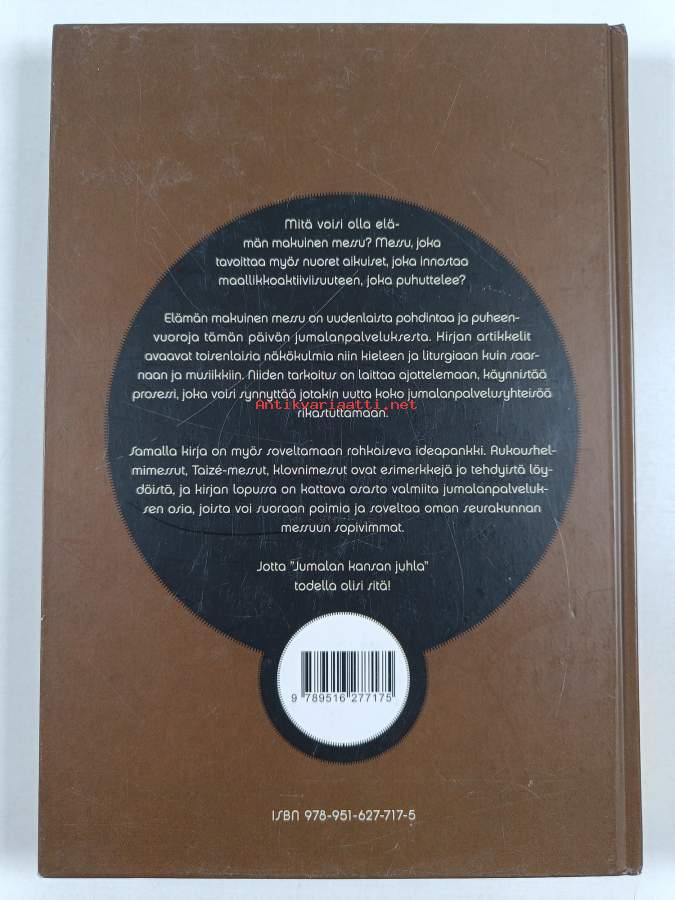 Mitä voisi olla elä-
män makuinen messu? Messu, joka
tavoittaa myös nuoret aikuiset, joka innostaa
maallikkoaktiiviisuuteen, joka puhuttelee?
Elämän makuinen messu on uudenlaista pohdintaa ja puheen-
vuoroja tämän päivän jumalanpalveluksesta. Kirjan artikkelit
avaavat toisenlaisia näkökulmia niin kieleen ja liturgiaan kuin saar-
naan ja musiikkiin. Niiden tarkoitus on laittaa ajattelemaan, käynnistää
prosessi, joka voisi synnyttää jotakin uutta koko jumalanpalvelusyhteisöä
Antikvariaatti.net
rikastuttamaan.
Samalla kirja on myös soveltamaan rohkaiseva ideapankki. Rukoushel-
mimessut, Taizé-messut, klovnimessut ovat esimerkkejä jo tehdyistä löy-
döistä, ja kirjan lopussa on kattava osasto valmiita jumalanpalveluk-
sen osia, joista voi suoraan poimia ja soveltaa oman seurakunnan
messuun sopivimmat.
Jotta "Jumalan kansan juhla"
todella olisi sitä!
9 789516 277175
ISBN 978-951-627-717-5